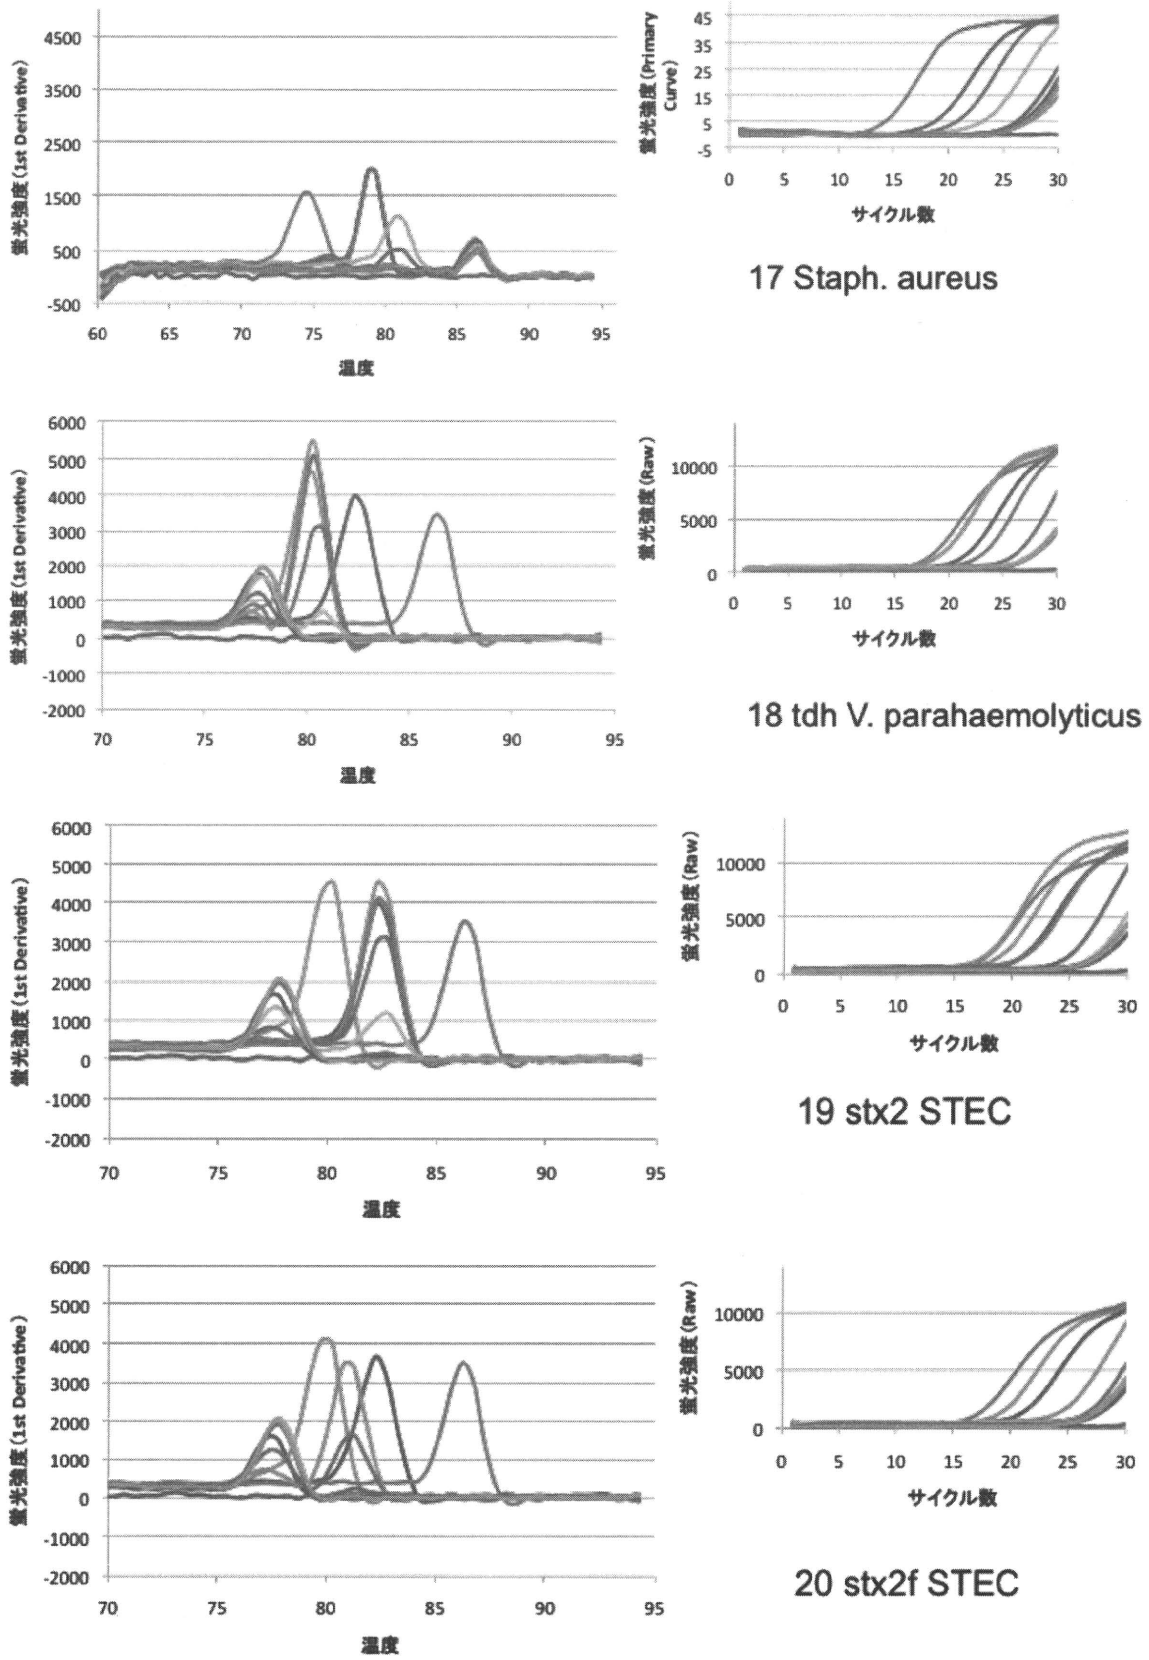 蛍光強度(1st Derivative)
4500
3500
2500
1500
500
-500
60 65 70 75 80 85 90 95
温度
蛍光強度(Primary
Curve)
45
35
25
15
5
-5
0 5 10 15 20 25 30
サイクル数
17 Staph. aureus
蛍光強度(1st Derivative)
6000
5000
4000
3000
2000
1000
0
-1000
-2000
70 75 80 85 90 95
温度
蛍光強度(Raw)
10000
5000
0
0 5 10 15 20 25 30
サイクル数
18 tdh V. parahaemolyticus
蛍光強度(1st Derivative)
6000
5000
4000
3000
2000
1000
0
-1000
-2000
70 75 80 85 90 95
温度
蛍光強度(Raw)
10000
5000
0
0 5 10 15 20 25 30
サイクル数
19 stx2 STEC
蛍光強度(1st Derivative)
6000
5000
4000
3000
2000
1000
0
-1000
-2000
70 75 80 85 90 95
温度
蛍光強度(Raw)
10000
5000
0
0 5 10 15 20 25 30
サイクル数
20 stx2f STEC